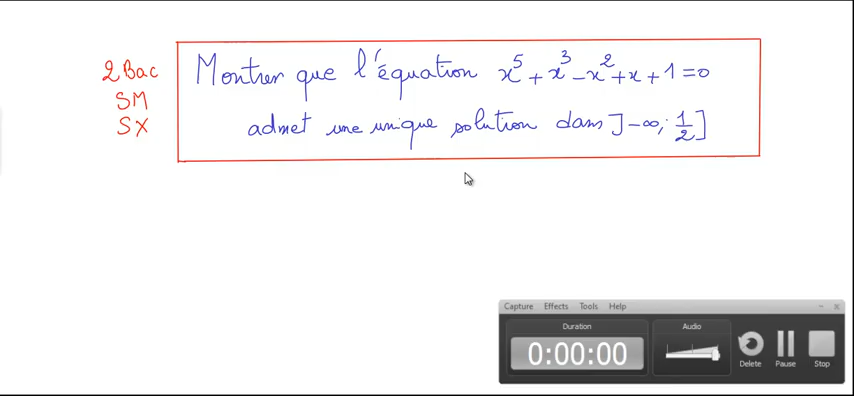 2Bac
SM
SX
Montrer que l'équation x⁵ + x³ - x² + x + 1 = 0
admet une unique solution dans ]-∞; 1/2]
Capture Effects Tools Help
Duration
Audio
0:00:00
Delete
Pause
Stop